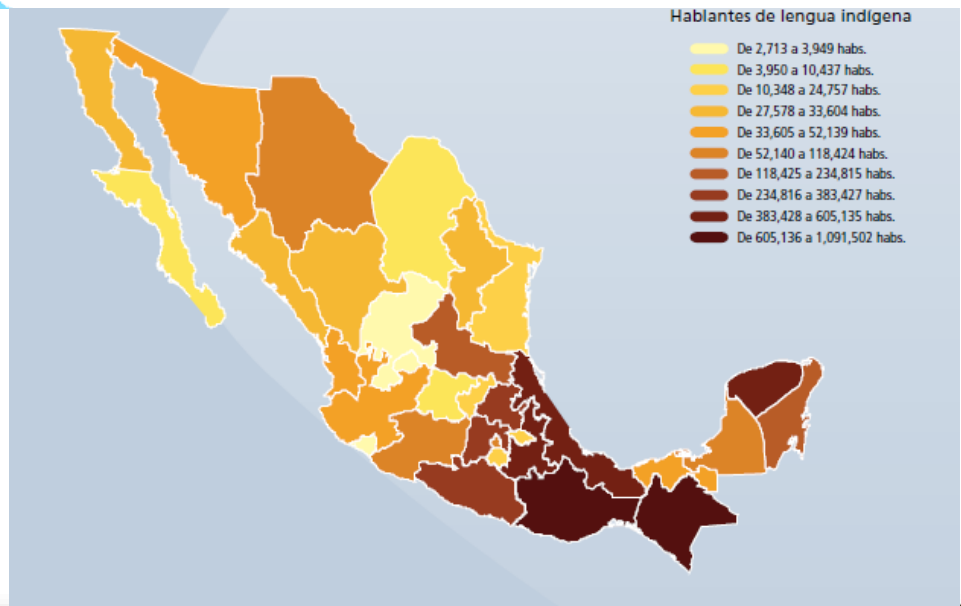 Hablantes de lengua indígena
De 2,713 a 3,949 habs.
De 3,950 a 10,437 habs.
De 10,348 a 24,757 habs.
De 27,578 a 33,604 habs.
De 33,605 a 52,139 habs.
De 52,140 a 118,424 habs.
De 118,425 a 234,815 habs.
De 234,816 a 383,427 habs.
De 383,428 a 605,135 habs.
De 605,136 a 1,091,502 habs.